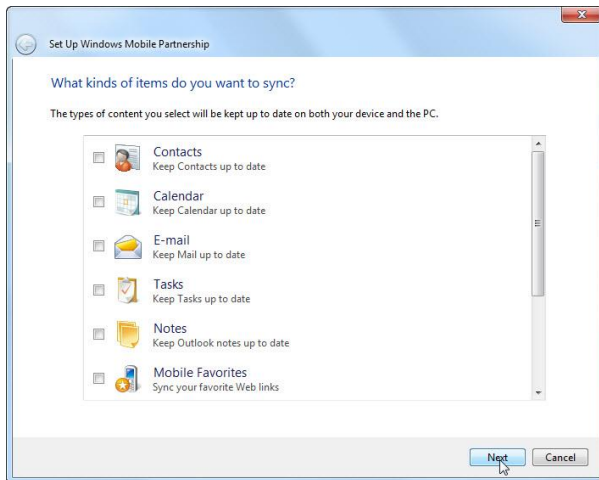 Set Up Windows Mobile Partnership
What kinds of items do you want to sync?
The types of content you select will be kept up to date on both your device and the PC.
Contacts
Keep Contacts up to date
Calendar
Keep Calendar up to date
E-mail
Keep Mail up to date
Tasks
Keep Tasks up to date
Notes
Keep Outlook notes up to date
Mobile Favorites
Sync your favorite Web links
Next Cancel